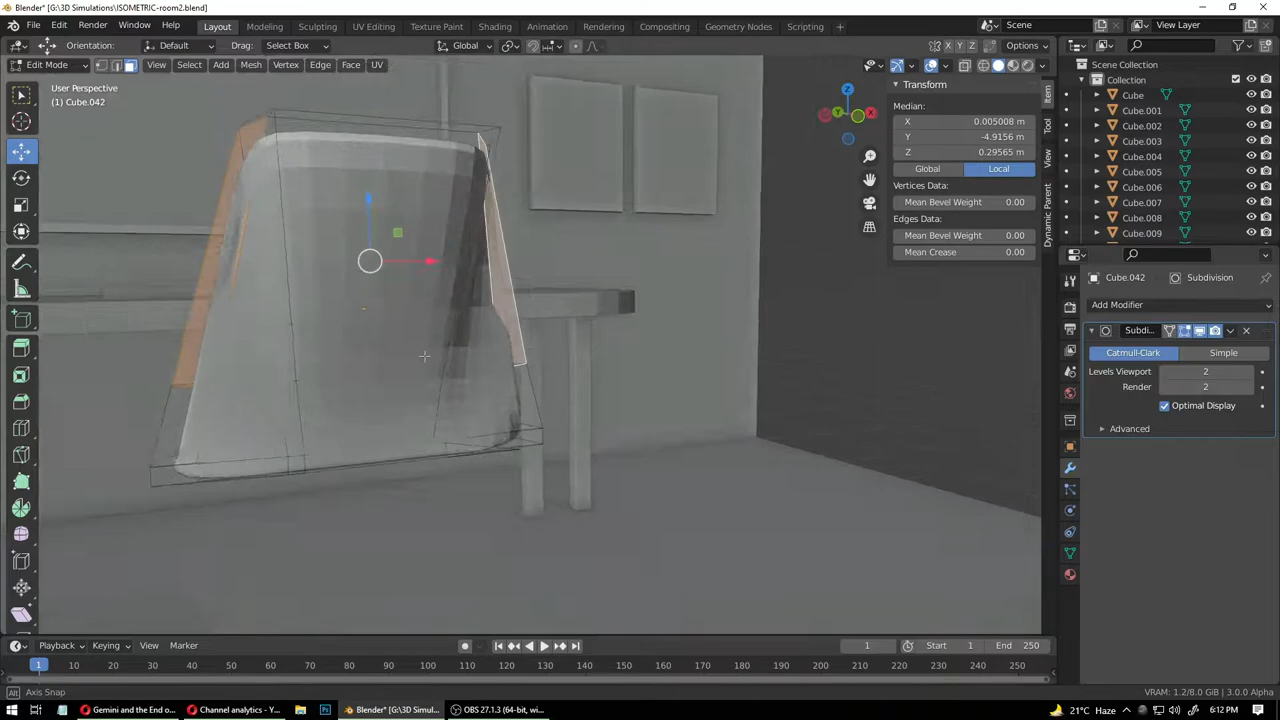 Blender* [G:\3D Simulations\ISOMETRIC-room2.blend]
File Edit Render Window Help Layout Modeling Sculpting UV Editing Texture Paint Shading Animation Rendering Compositing Geometry Nodes Scripting + Scene View Layer
Orientation: Default Drag: Select Box Global X Y Z Options
Edit Mode View Select Add Mesh Vertex Edge Face UV
User Perspective
(1) Cube.042
Z
X
Transform
Median:
X 0.005008 m
Y -4.9156 m
Z 0.29565 m
Global Local
Vertices Data:
Mean Bevel Weight 0.00
Edges Data:
Mean Bevel Weight 0.00
Mean Crease 0.00
Item
Tool
View
Dynamic Parent
Scene Collection
Collection
Cube
Cube.001
Cube.002
Cube.003
Cube.004
Cube.005
Cube.006
Cube.007
Cube.008
Cube.009
Cube.042 Subdivision
Add Modifier
Subdi...
Catmull-Clark Simple
Levels Viewport 2
Render 2
Optimal Display
Advanced
Playback Keying View Marker 1 Start 1 End 250
1 10 20 30 40 50 60 70 80 90 100 110 120 130 140 150 160 170 180 190 200 210 220 230 240 250
Alt Axis Snap VRAM: 1.2/8.0 GiB | 3.0.0 Alpha
Gemini and the End o... Channel analytics - Y... Blender* [G:\3D Simul... OBS 27.1.3 (64-bit, wi... 21°C Haze 6:12 PM